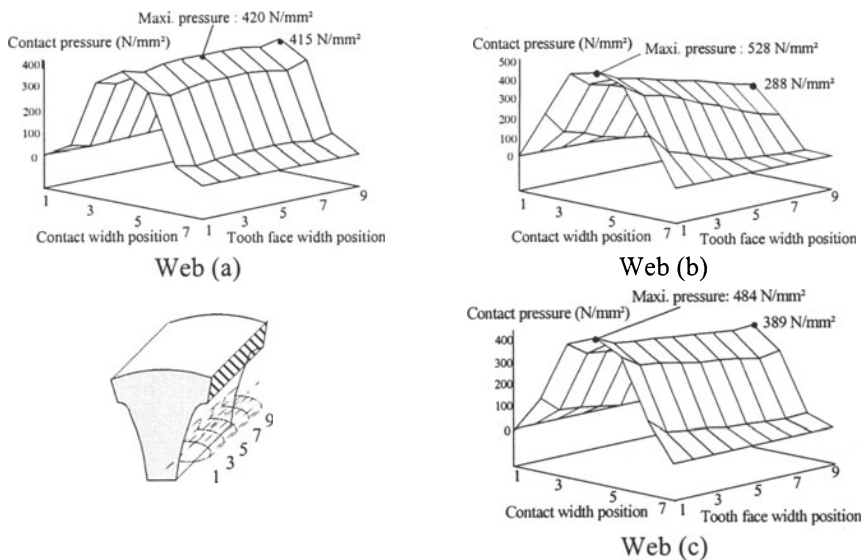 Maxi. pressure : 420 N/mm²
Contact pressure (N/mm²)
415 N/mm²
400
300
200
100
0
1
3
5
7
1
3
5
7
9
Contact width position
Tooth face width position
Web (a)
Contact pressure (N/mm²)
Maxi. pressure : 528 N/mm²
288 N/mm²
500
400
300
200
100
0
1
3
5
7
1
3
5
7
9
Contact width position
Tooth face width position
Web (b)
1
3
5
7
9
Maxi. pressure: 484 N/mm²
Contact pressure (N/mm²)
389 N/mm²
400
300
200
100
0
1
3
5
7
1
3
5
7
9
Contact width position
Tooth face width position
Web (c)